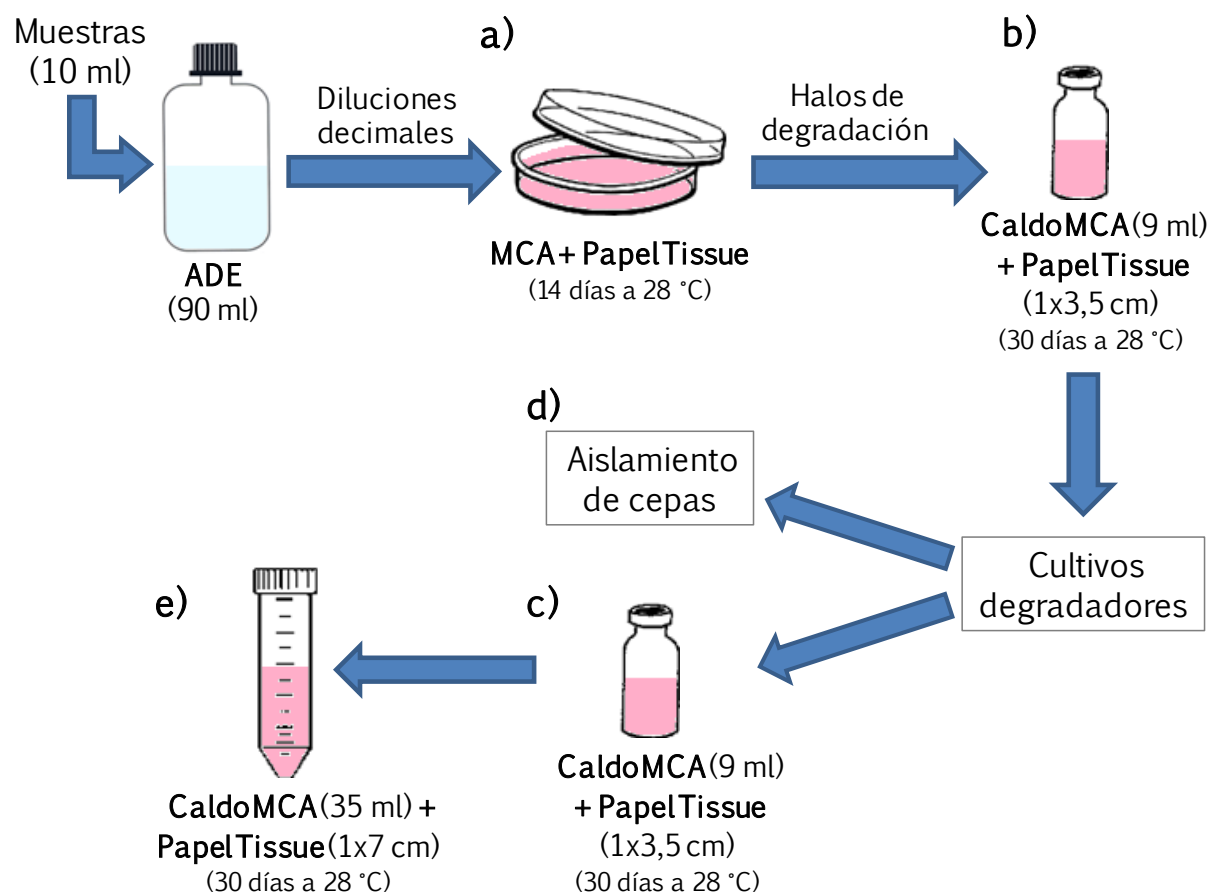 Muestras
(10 ml)
ADE
(90 ml)
Diluciones
decimales
a)
MCA + Papel Tissue
(14 días a 28 °C)
Halos de
degradación
b)
Caldo MCA (9 ml)
+ Papel Tissue
(1x3,5 cm)
(30 días a 28 °C)
Cultivos
degradadores
d)
Aislamiento
de cepas
c)
Caldo MCA (9 ml)
+ Papel Tissue
(1x3,5 cm)
(30 días a 28 °C)
e)
Caldo MCA (35 ml) +
Papel Tissue (1x7 cm)
(30 días a 28 °C)